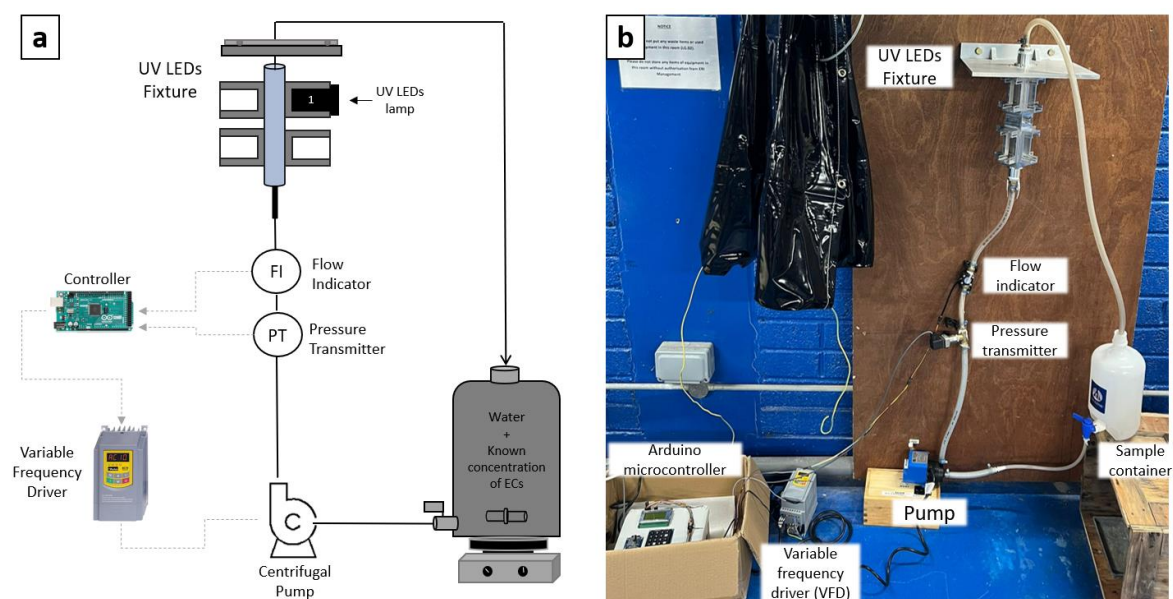 a
UV LEDs
Fixture
1
UV LEDs
lamp
FI
Flow
Indicator
Controller
PT
Pressure
Transmitter
Variable
Frequency
Driver
AC10
C
Centrifugal
Pump
Water
+
Known
concentration
of ECs
b
NOTICE
UV LEDs
Fixture
Flow
indicator
Pressure
transmitter
Arduino
microcontroller
Sample
container
Pump
Variable
frequency
driver (VFD)